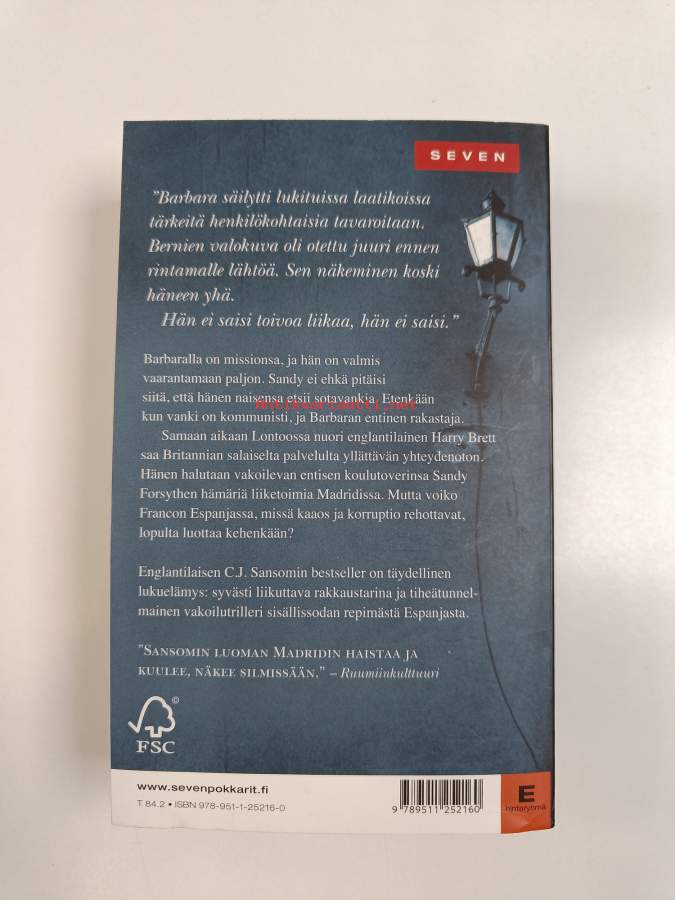 SEVEN
"Barbara säilytti lukituissa laatikoissa
tärkeitä henkilökohtaisia tavaroitaan.
Bernien valokuva oli otettu juuri ennen
rintamalle lähtöä. Sen näkeminen koski
häneen yhä.
Hän ei saisi toivoa liikaa, hän ei saisi."
Barbaralla on missionsa, ja hän on valmis
vaarantamaan paljon. Sandy ei ehkä pitäisi
siitä, että hänen naisensa etsii sotavankia. Etenkään
Antikvariaatti.net
kun vanki on kommunisti, ja Barbaran entinen rakastaja.
Samaan aikaan Lontoossa nuori englantilainen Harry Brett
saa Britannian salaiselta palvelulta yllättävän yhteydenoton.
Hänen halutaan vakoilevan entisen koulutoverinsa Sandy
Forsythen hämäriä liiketoimia Madridissa. Mutta voiko
Francon Espanjassa, missä kaaos ja korruptio rehottavat,
lopulta luottaa kehenkään?
Englantilaisen C.J. Sansomin bestseller on täydellinen
lukuelämys: syvästi liikuttava rakkaustarina ja tiheätunnel-
mainen vakoilutrilleri sisällissodan repimästä Espanjasta.
"SANSOMIN LUOMAN MADRIDIN HAISTAA JA
KUULEE, NÄKEE SILMISSÄÄN." – Ruumiinkulttuuri
©
FSC
www.sevenpokkarit.fi
T 84.2 • ISBN 978-951-1-25216-0
9 789511 252160
E
hintaryhmä